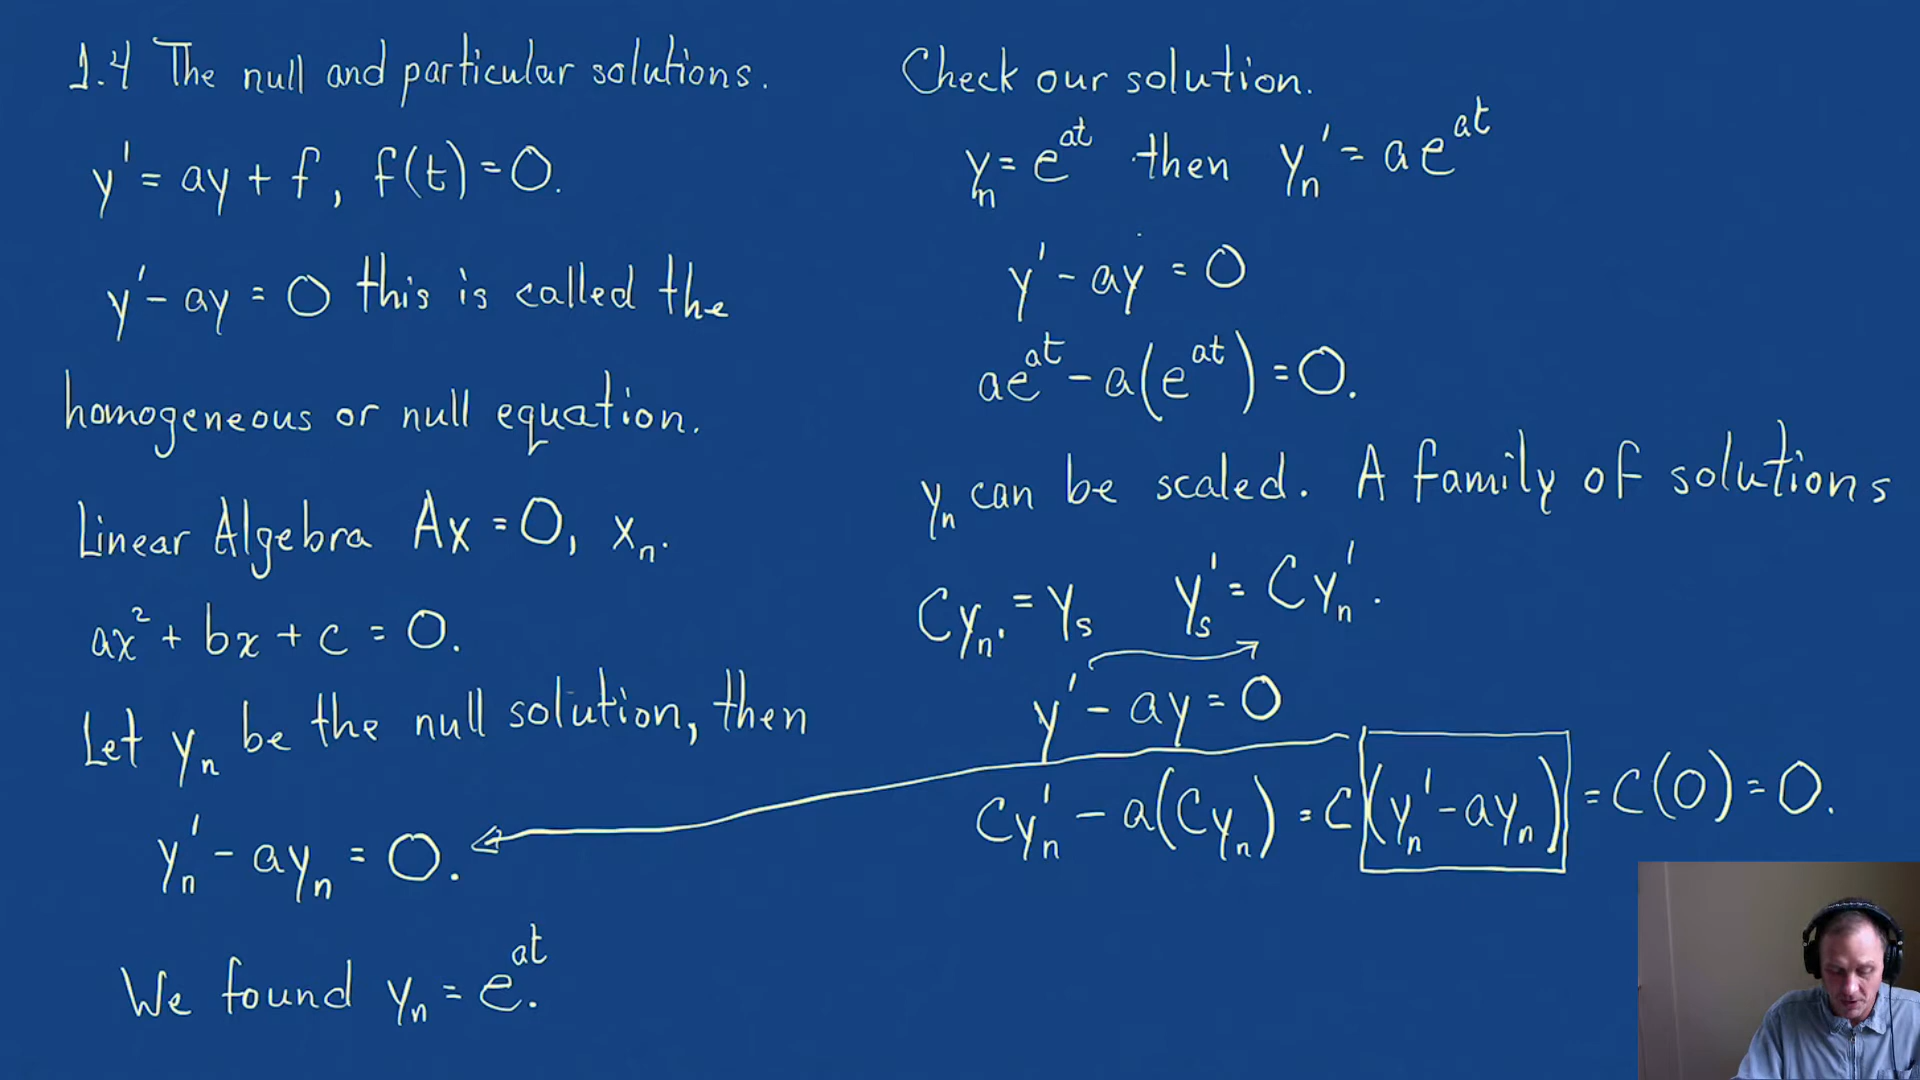 1.4 The null and particular solutions.
y' = ay + f, f(t) = 0.
y' - ay = 0 this is called the
homogeneous or null equation.
Linear Algebra Ax = 0, xₙ.
ax² + bx + c = 0.
Let yₙ be the null solution, then
yₙ' - ayₙ = 0.
We found yₙ = e^{at}.
Check our solution.
yₙ = e^{at} then yₙ' = ae^{at}
y' - ay = 0
ae^{at} - a(e^{at}) = 0.
yₙ can be scaled. A family of solutions
Cyₙ. = yₛ yₛ' = Cyₙ'.
y' - ay = 0
Cyₙ' - a(Cyₙ) = C(yₙ' - ayₙ) = C(0) = 0.